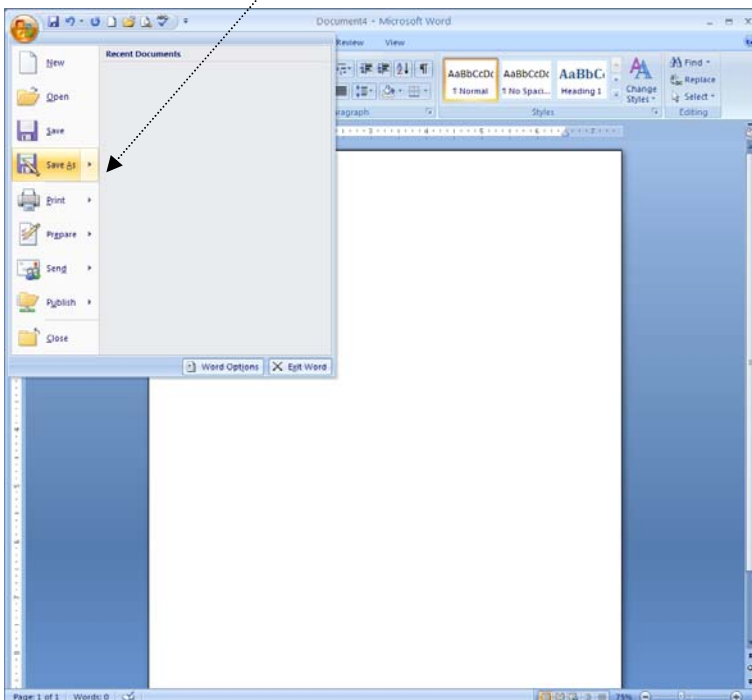 Document4 - Microsoft Word
Review View
New
Recent Documents
Open
Save
Save As
Print
Prepare
Send
Publish
Close
Word Options
Exit Word
AaBbCcDc AaBbCcDc AaBbC
¶ Normal ¶ No Spaci... Heading 1
Change
Styles
Find
Replace
Select
Styles
Editing
Page: 1 of 1 Words: 0
75%